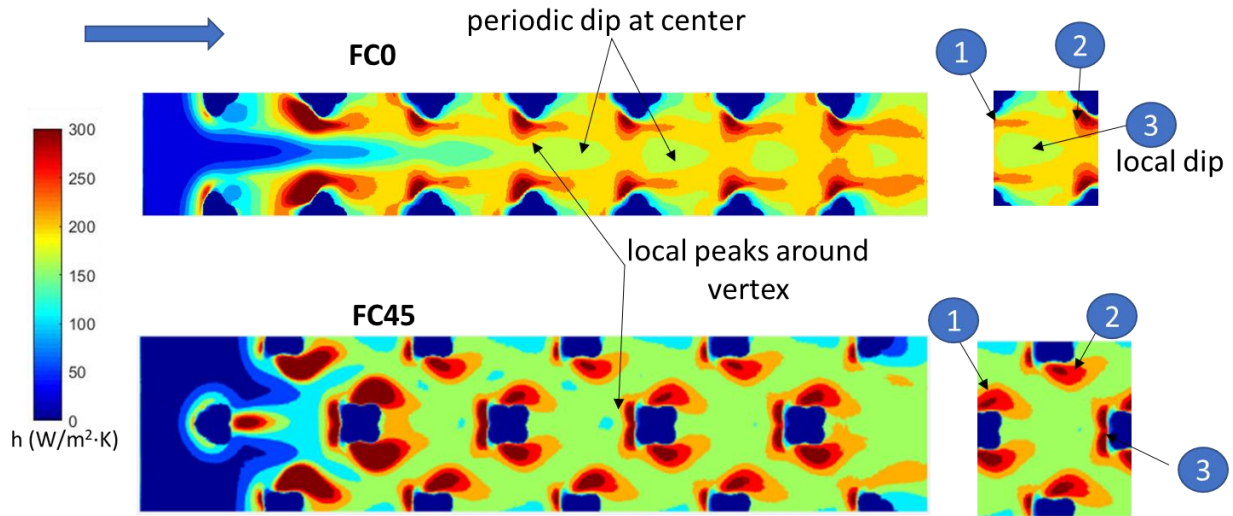 periodic dip at center
FC0
1
2
3
local dip
300
250
200
150
100
50
0
h (W/m²·K)
local peaks around
vertex
FC45
1
2
3